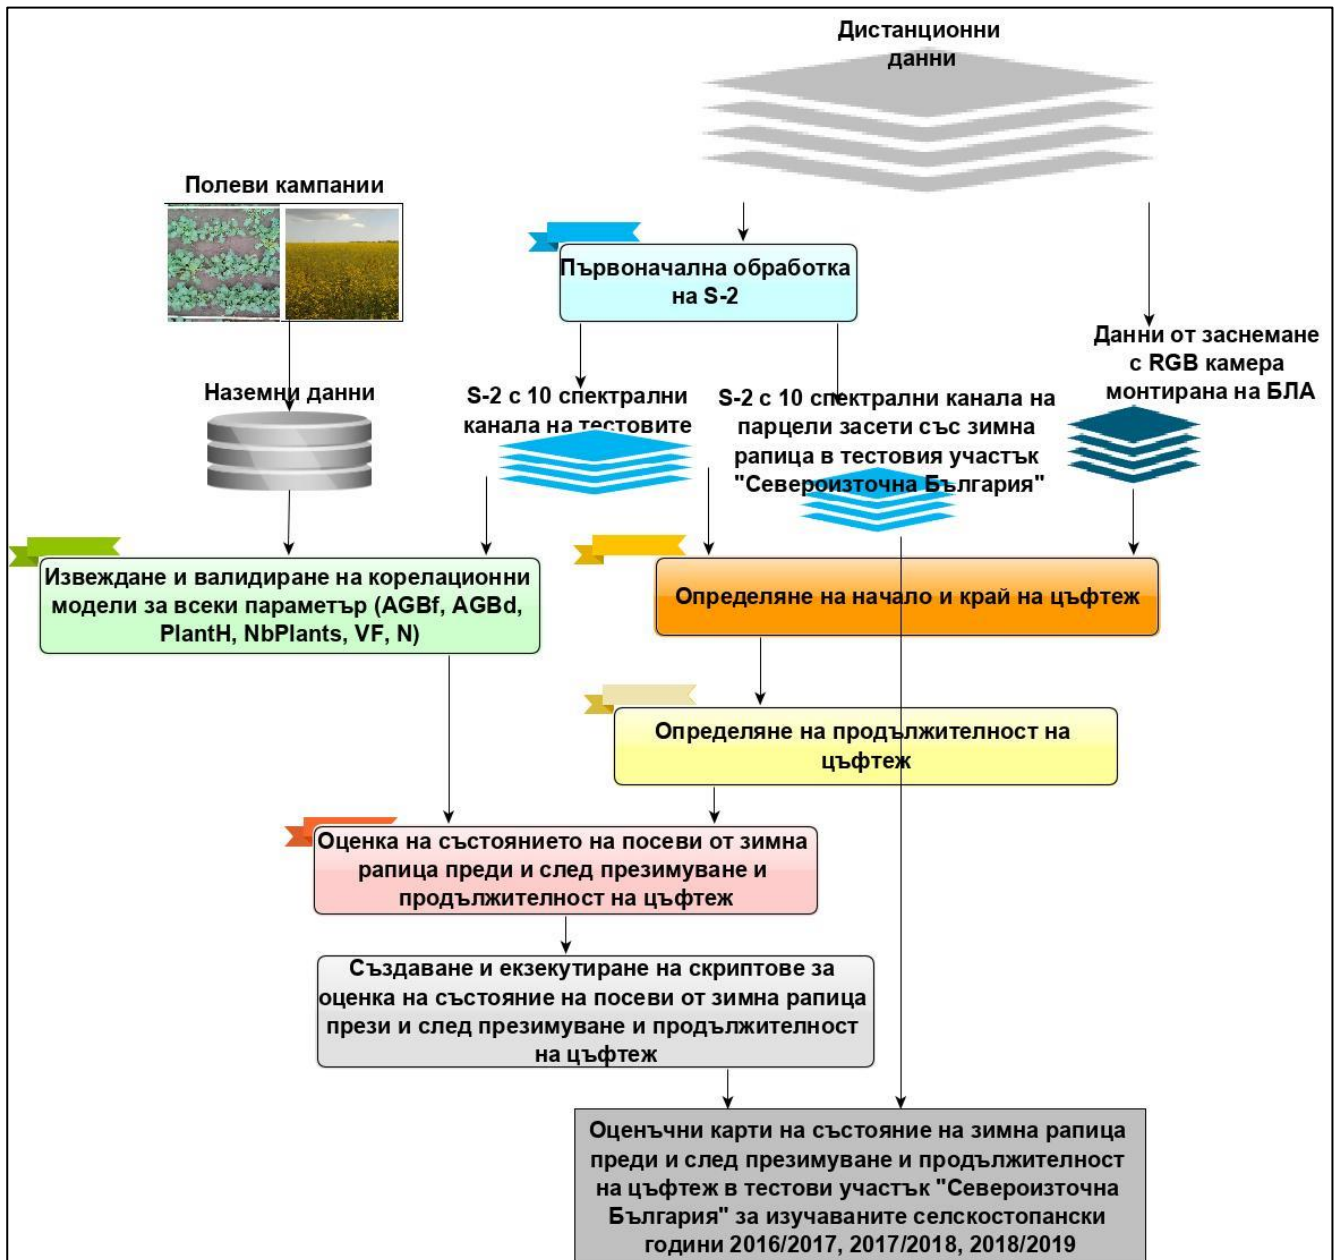 Дистанционни
данни
Полеви кампании
Първоначална обработка
на S-2
Данни от заснемане
с RGB камера
монтирана на БЛА
Наземни данни
S-2 с 10 спектрални
канала на тестовите
S-2 с 10 спектрални канала на
парцели засети със зимна
рапица в тестовия участък
"Североизточна България"
Извеждане и валидиране на корелационни
модели за всеки параметър (AGBf, AGBd,
PlantH, NbPlants, VF, N)
Определяне на начало и край на цъфтеж
Определяне на продължителност на
цъфтеж
Оценка на състоянието на посеви от зимна
рапица преди и след презимуване и
продължителност на цъфтеж
Създаване и екзекутиране на скриптове за
оценка на състояние на посеви от зимна рапица
прези и след презимуване и продължителност
на цъфтеж
Оценъчни карти на състояние на зимна рапица
преди и след презимуване и продължителност
на цъфтеж в тестови участък "Североизточна
България" за изучаваните селскостопански
години 2016/2017, 2017/2018, 2018/2019